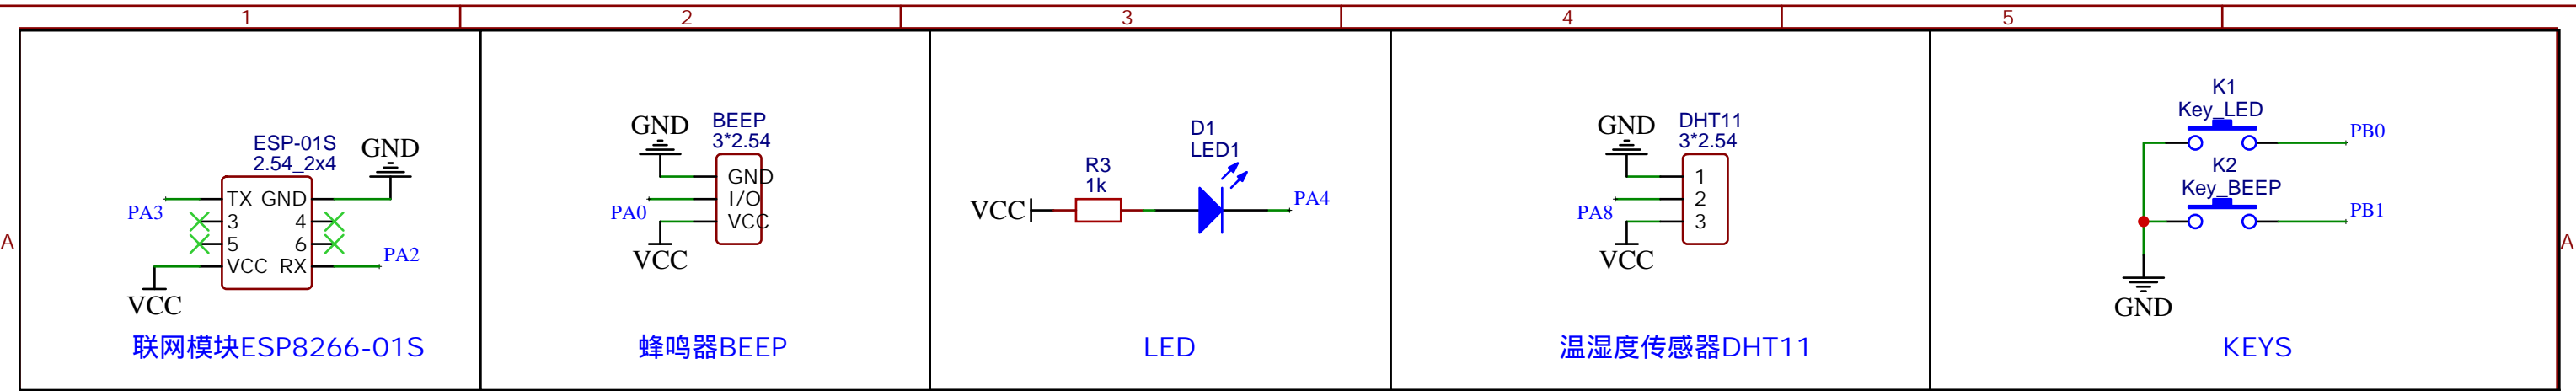 1
2
3
4
5
A
ESP-01S
2.54_2x4
GND
PA3
TX GND
3 4
5 6
VCC RX
PA2
VCC
联网模块ESP8266-01S
GND
BEEP
3*2.54
GND
PA0
I/O
VCC
VCC
蜂鸣器BEEP
D1
LED1
R3
1k
VCC
PA4
LED
GND
DHT11
3*2.54
1
PA8
2
3
VCC
温湿度传感器DHT11
K1
Key_LED
PB0
K2
Key_BEEP
PB1
GND
KEYS
A